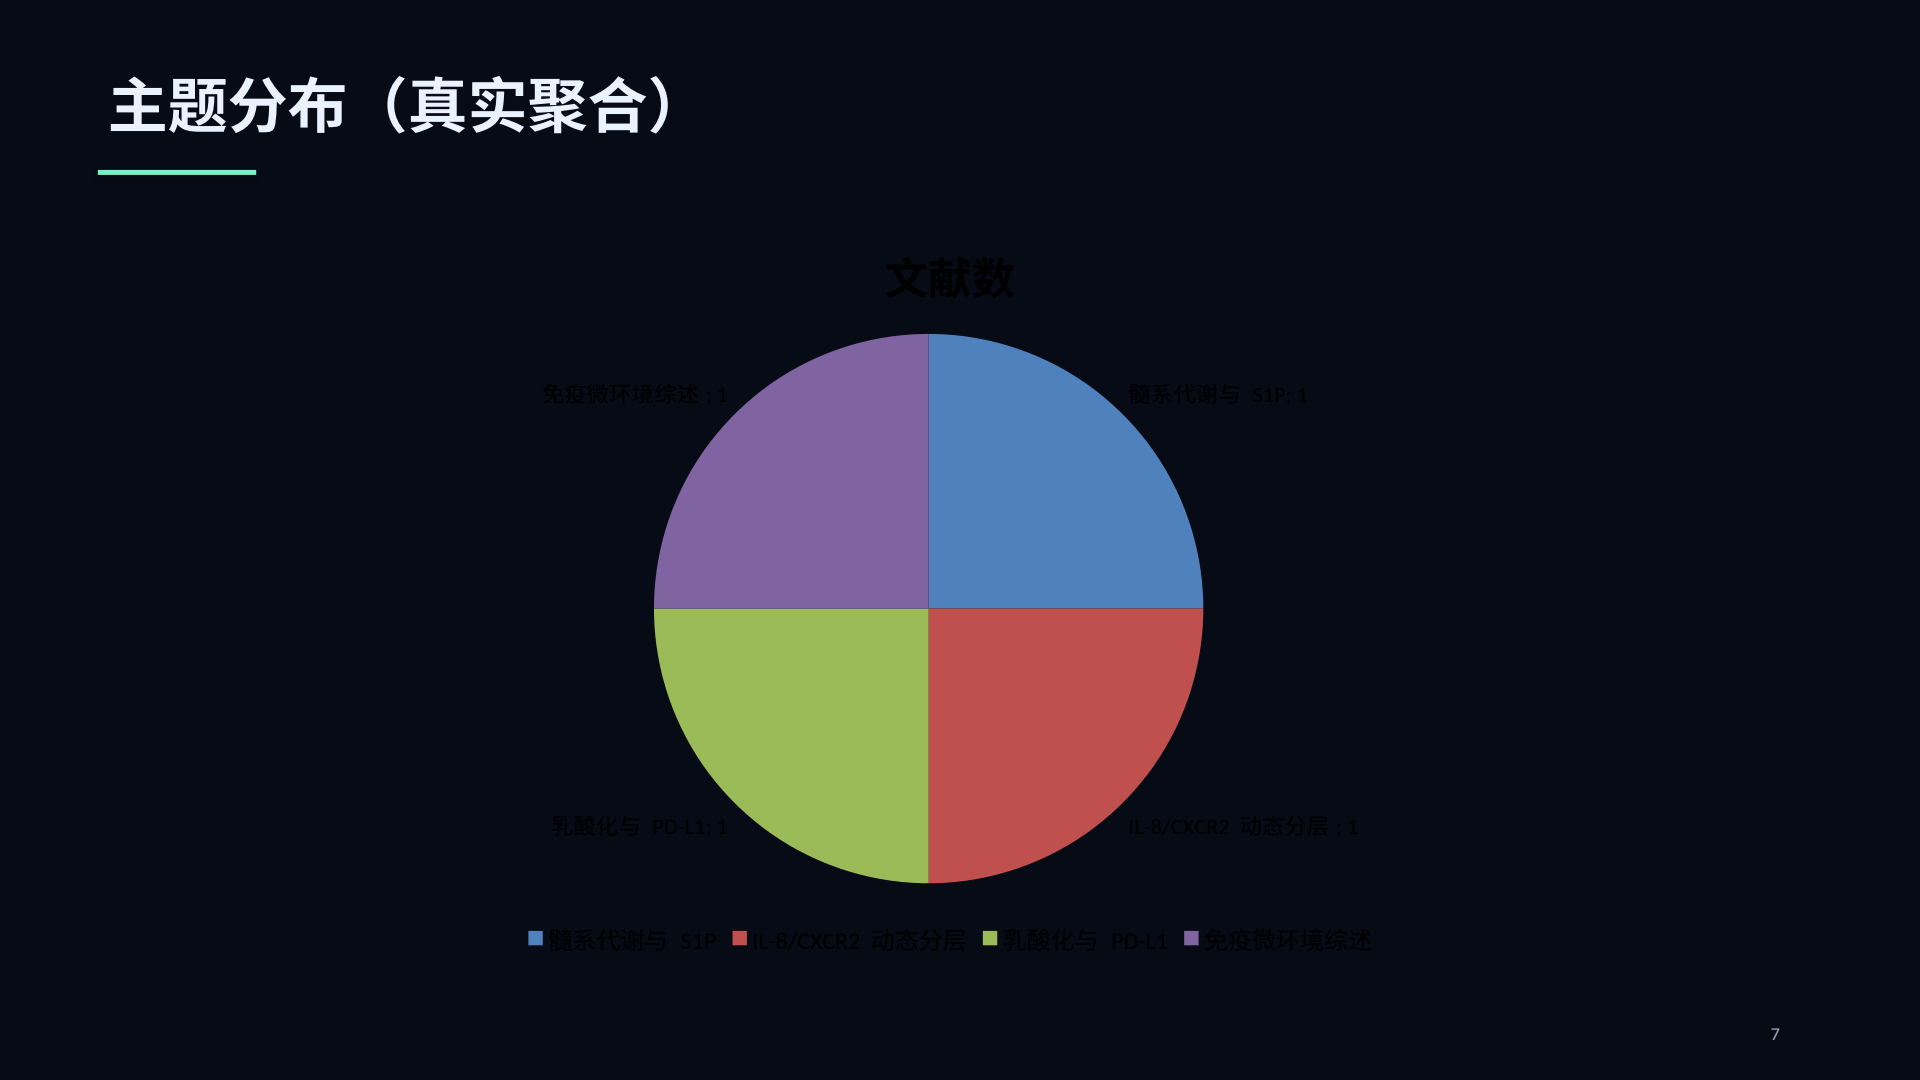 主题分布（真实聚合）
文献数
免疫微环境综述 ; 1
髓系代谢与 S1P; 1
乳酸化与 PD-L1; 1
IL-8/CXCR2 动态分层 ; 1
髓系代谢与 S1P IL-8/CXCR2 动态分层 乳酸化与 PD-L1 免疫微环境综述
7